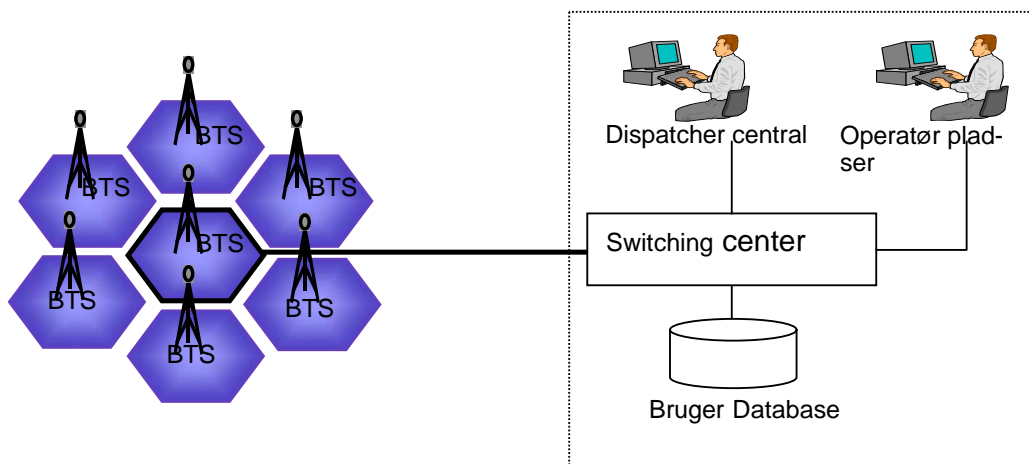 BTS
BTS
BTS
BTS
BTS
BTS
BTS
Dispatcher central
Operatør plad-
ser
Switching center
Bruger Database